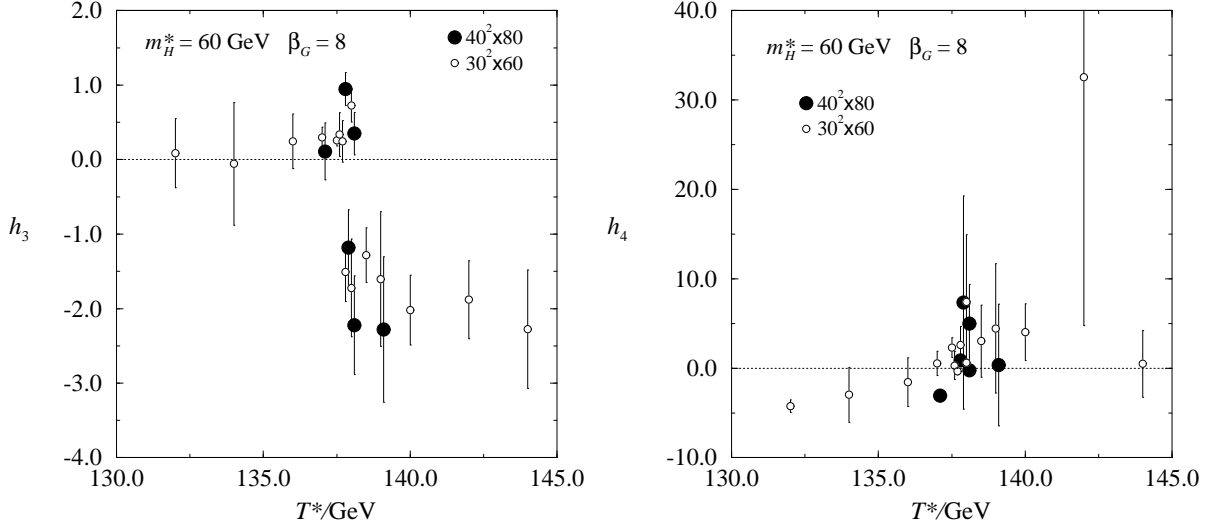 2.0
m*H = 60 GeV βG = 8
40²x80
30²x60
1.0
0.0
h₃
-1.0
-2.0
-3.0
-4.0
130.0 135.0 140.0 145.0
T*/GeV
40.0
m*H = 60 GeV βG = 8
40²x80
30²x60
30.0
20.0
h₄
10.0
0.0
-10.0
130.0 135.0 140.0 145.0
T*/GeV